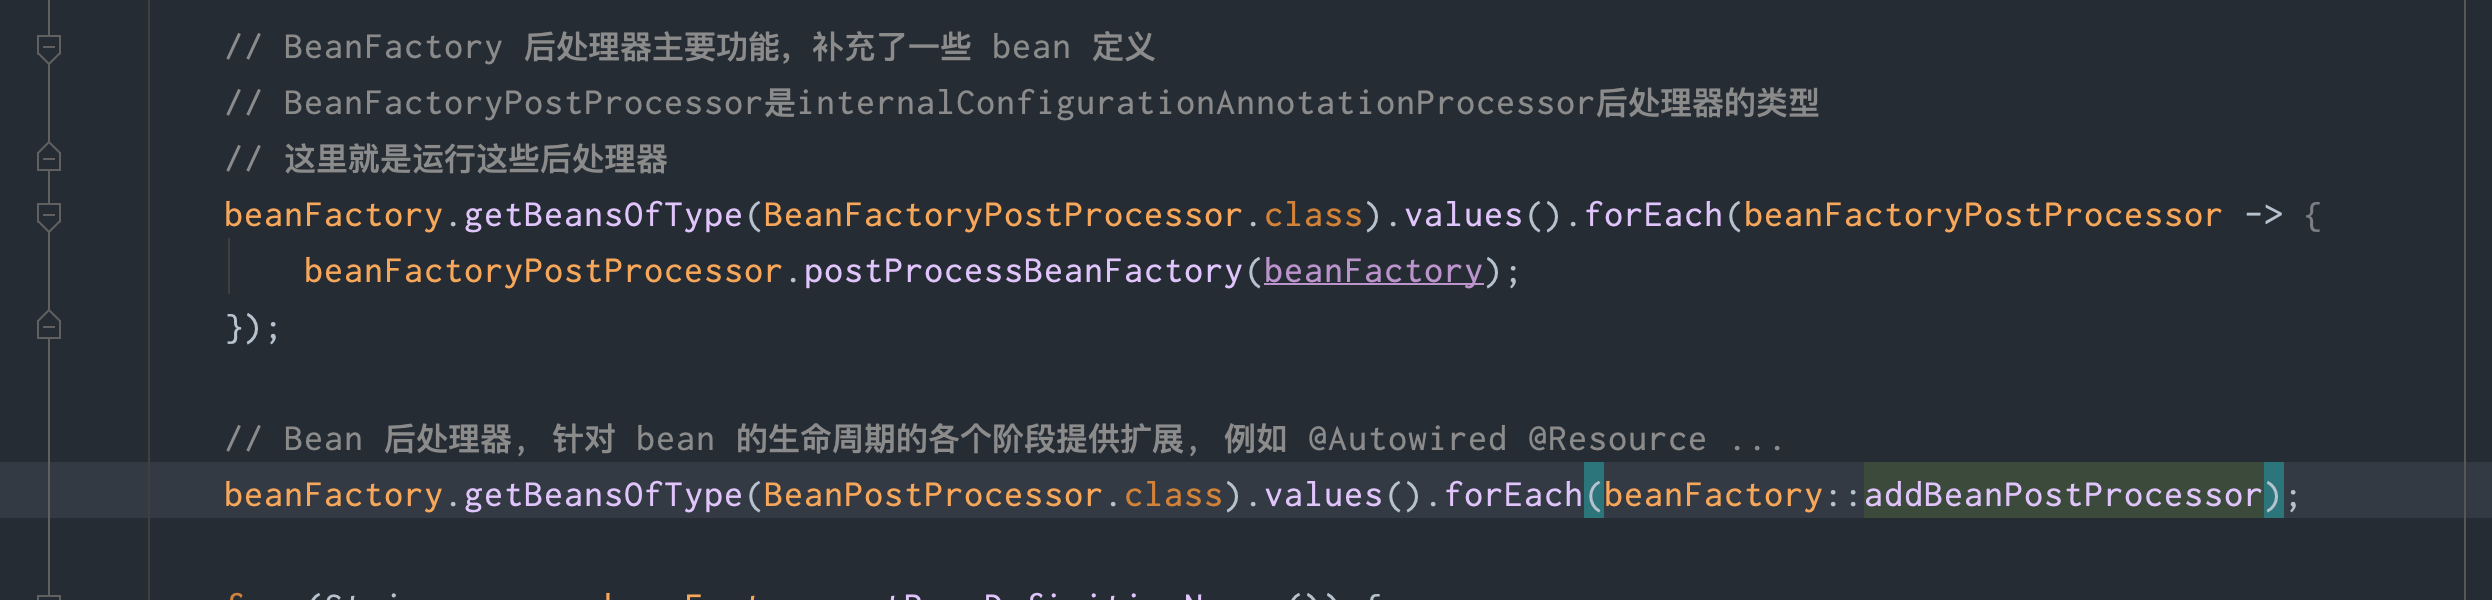 // BeanFactory 后处理器主要功能，补充了一些 bean 定义
// BeanFactoryPostProcessor是internalConfigurationAnnotationProcessor后处理器的类型
// 这里就是运行这些后处理器
beanFactory.getBeansOfType(BeanFactoryPostProcessor.class).values().forEach(beanFactoryPostProcessor -> {
    beanFactoryPostProcessor.postProcessBeanFactory(beanFactory);
});
// Bean 后处理器, 针对 bean 的生命周期的各个阶段提供扩展, 例如 @Autowired @Resource ...
beanFactory.getBeansOfType(BeanPostProcessor.class).values().forEach(beanFactory::addBeanPostProcessor);